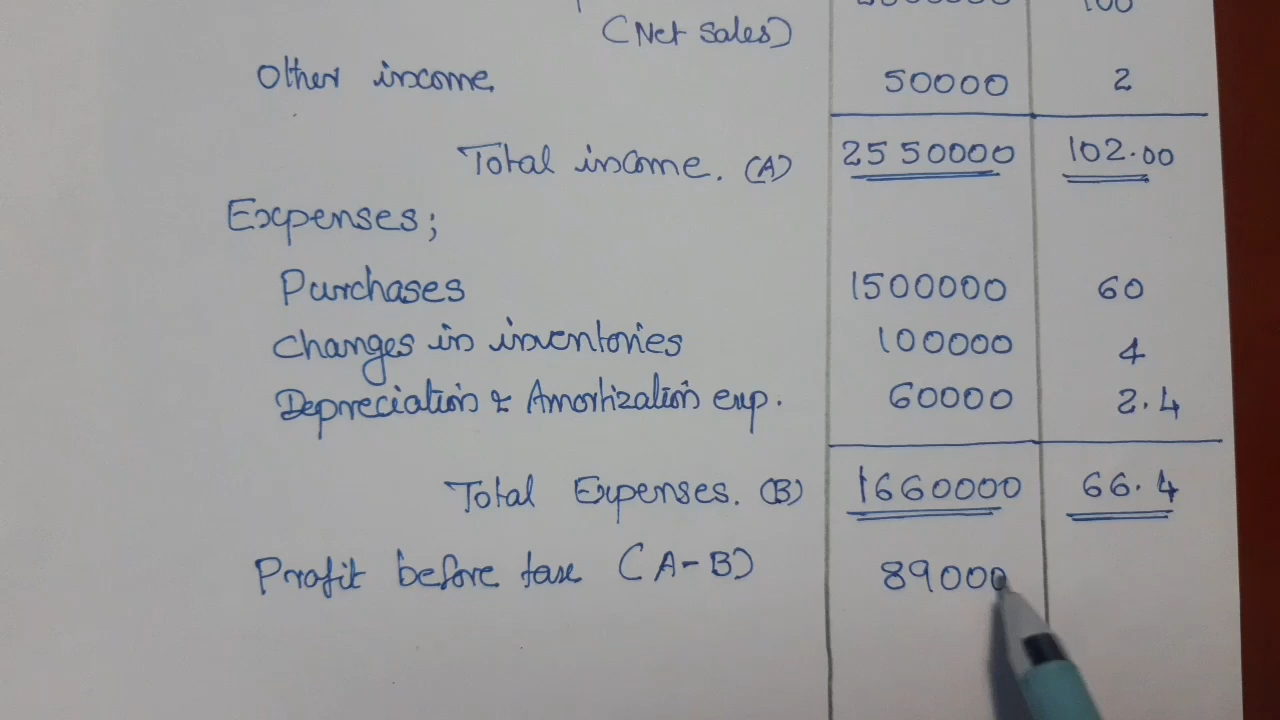 (Net sales)
Other income 50000 2
Total income. (A) 2550000 102.00
Expenses;
Purchases 1500000 60
Changes in inventories 100000 4
Depreciation & Amortization exp. 60000 2.4
Total Expenses. (B) 1660000 66.4
Profit before tax (A-B) 89000